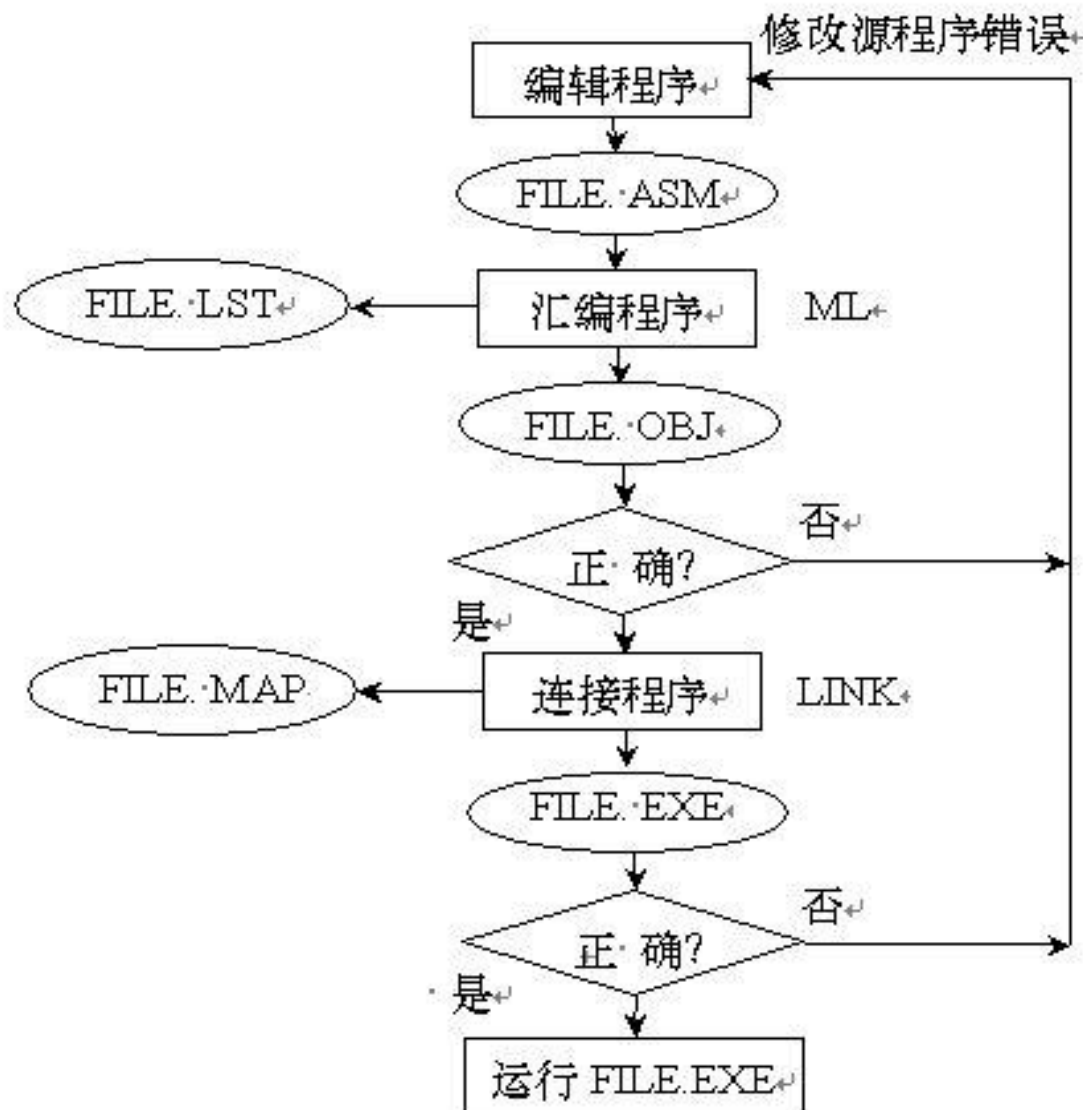 修改源程序错误
编辑程序
FILE. ASM
FILE. LST
汇编程序
ML
FILE. OBJ
否
正 确?
是
FILE. MAP
连接程序
LINK
FILE. EXE
否
正 确?
是
运行 FILE.EXE